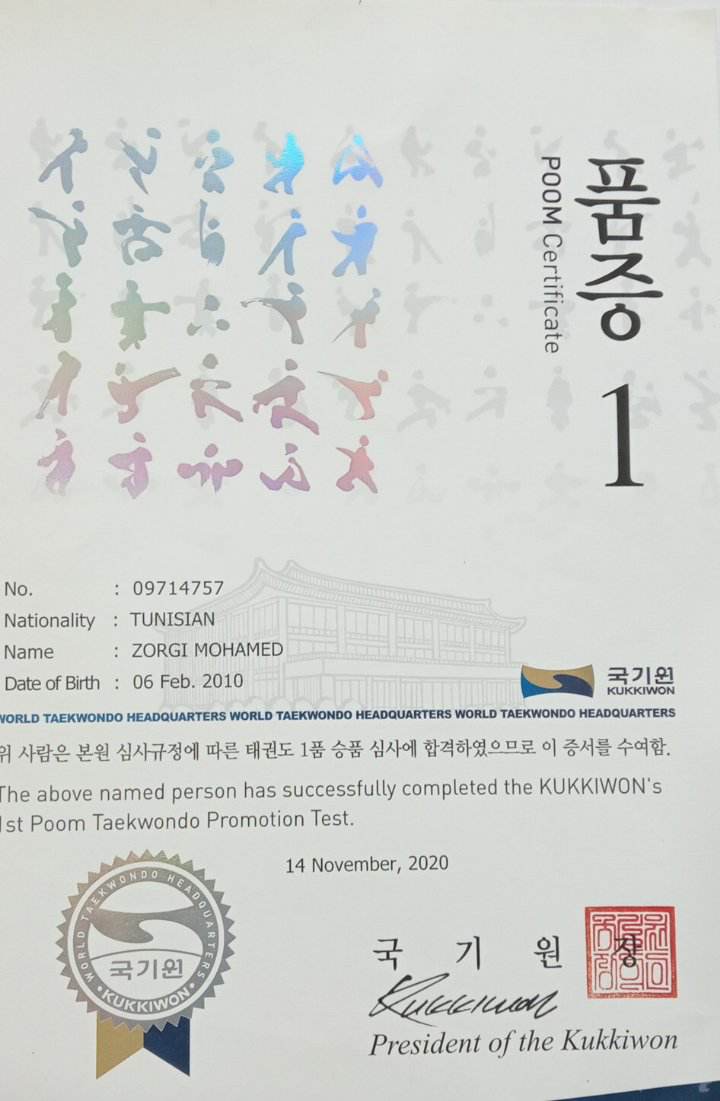 품증 1
POOM Certificate
No. : 09714757
Nationality : TUNISIAN
Name : ZORGI MOHAMED
Date of Birth : 06 Feb. 2010
국기원
KUKKIWON
WORLD TAEKWONDO HEADQUARTERS WORLD TAEKWONDO HEADQUARTERS WORLD TAEKWONDO HEADQUARTERS
위 사람은 본원 심사규정에 따른 태권도 1품 승품 심사에 합격하였으므로 이 증서를 수여함.
The above named person has successfully completed the KUKKIWON's
1st Poom Taekwondo Promotion Test.
14 November, 2020
WORLD TAEKWONDO HEADQUARTERS
국기원
• KUKKIWON •
국 기 원 장
Kukkiwon
President of the Kukkiwon